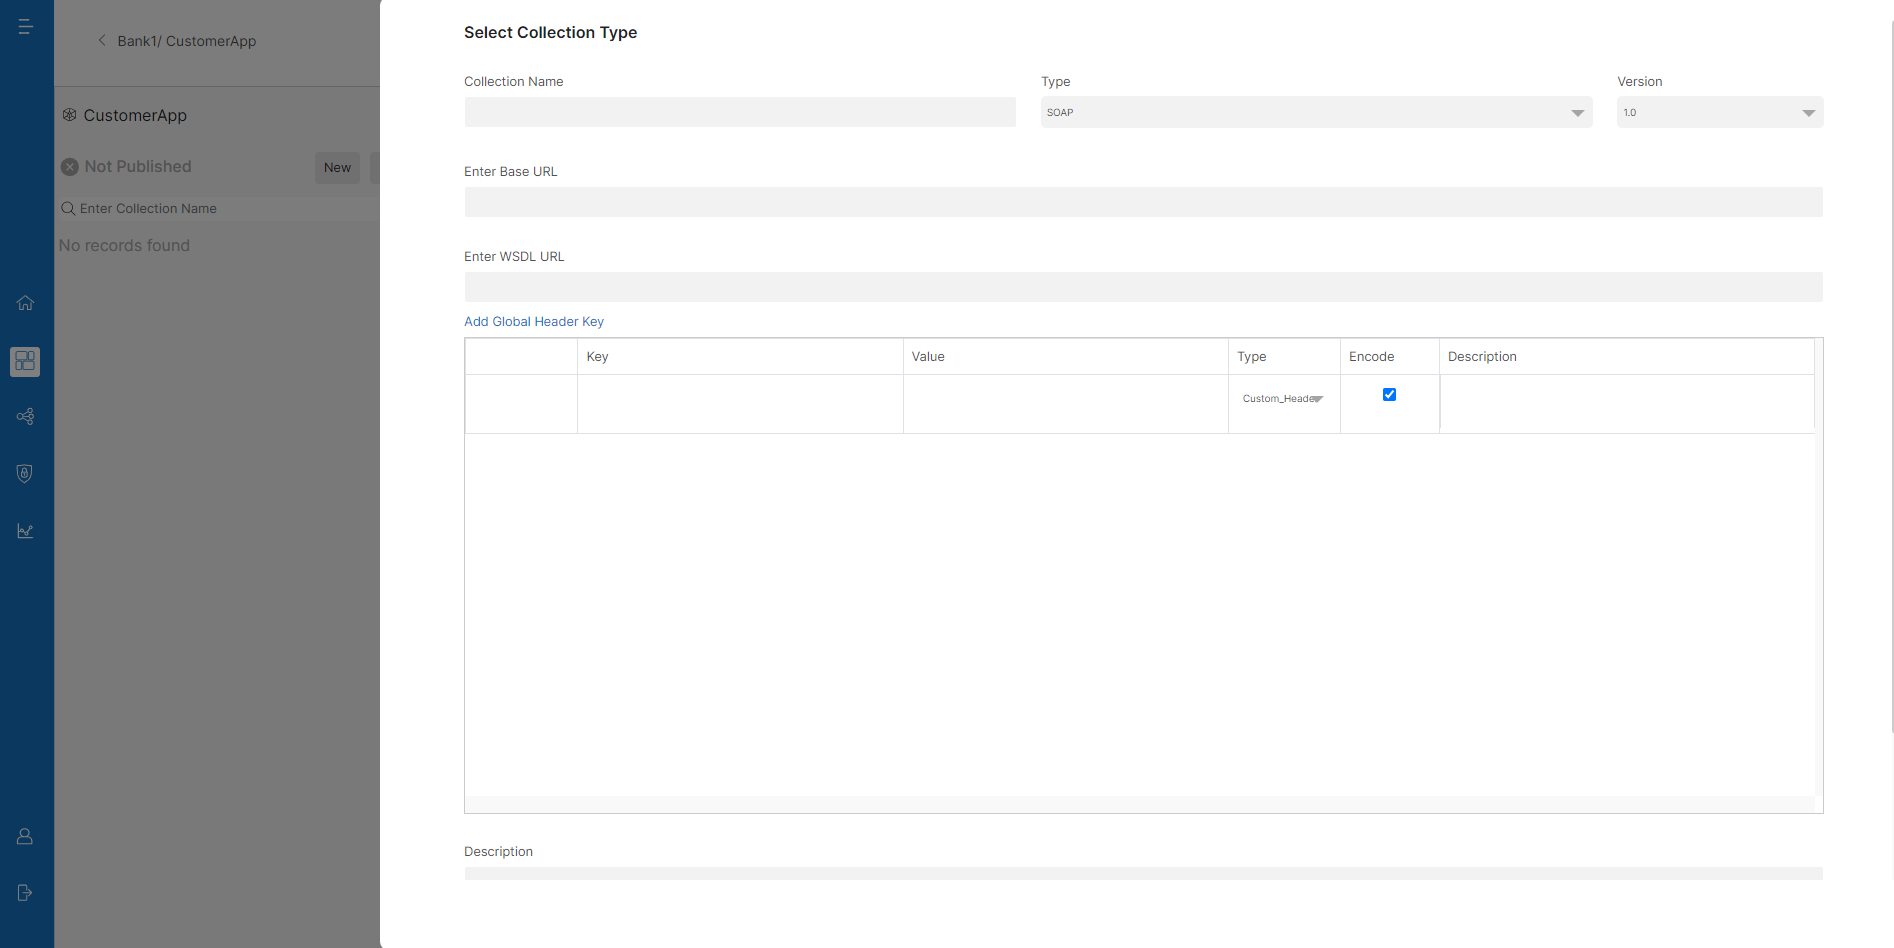 Bank1/ CustomerApp
CustomerApp
Not Published
New
Enter Collection Name
No records found
Select Collection Type
Collection Name
Type
Version
SOAP
1.0
Enter Base URL
Enter WSDL URL
Add Global Header Key
Key
Value
Type
Encode
Description
Custom_Heade
Description